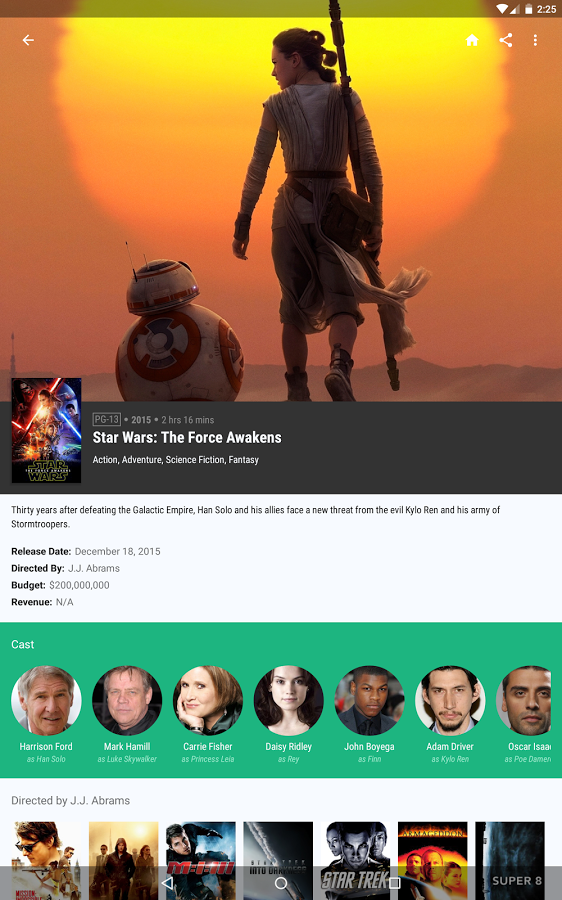 2:25
PG-13 • 2015 • 2 hrs 16 mins
Star Wars: The Force Awakens
Action, Adventure, Science Fiction, Fantasy
STAR
THE FORCE AWAKENS
WARS
Thirty years after defeating the Galactic Empire, Han Solo and his allies face a new threat from the evil Kylo Ren and his army of
Stormtroopers.
Release Date: December 18, 2015
Directed By: J.J. Abrams
Budget: $200,000,000
Revenue: N/A
Cast
Harrison Ford Mark Hamill Carrie Fisher Daisy Ridley John Boyega Adam Driver Oscar Isaa
as Han Solo as Luke Skywalker as Princess Leia as Rey as Finn as Kylo Ren as Poe Damer
Directed by J.J. Abrams
M:i:III
STAR TREK
INTO DARKNESS
STAR TREK
ARMAGEDDON
SUPER 8